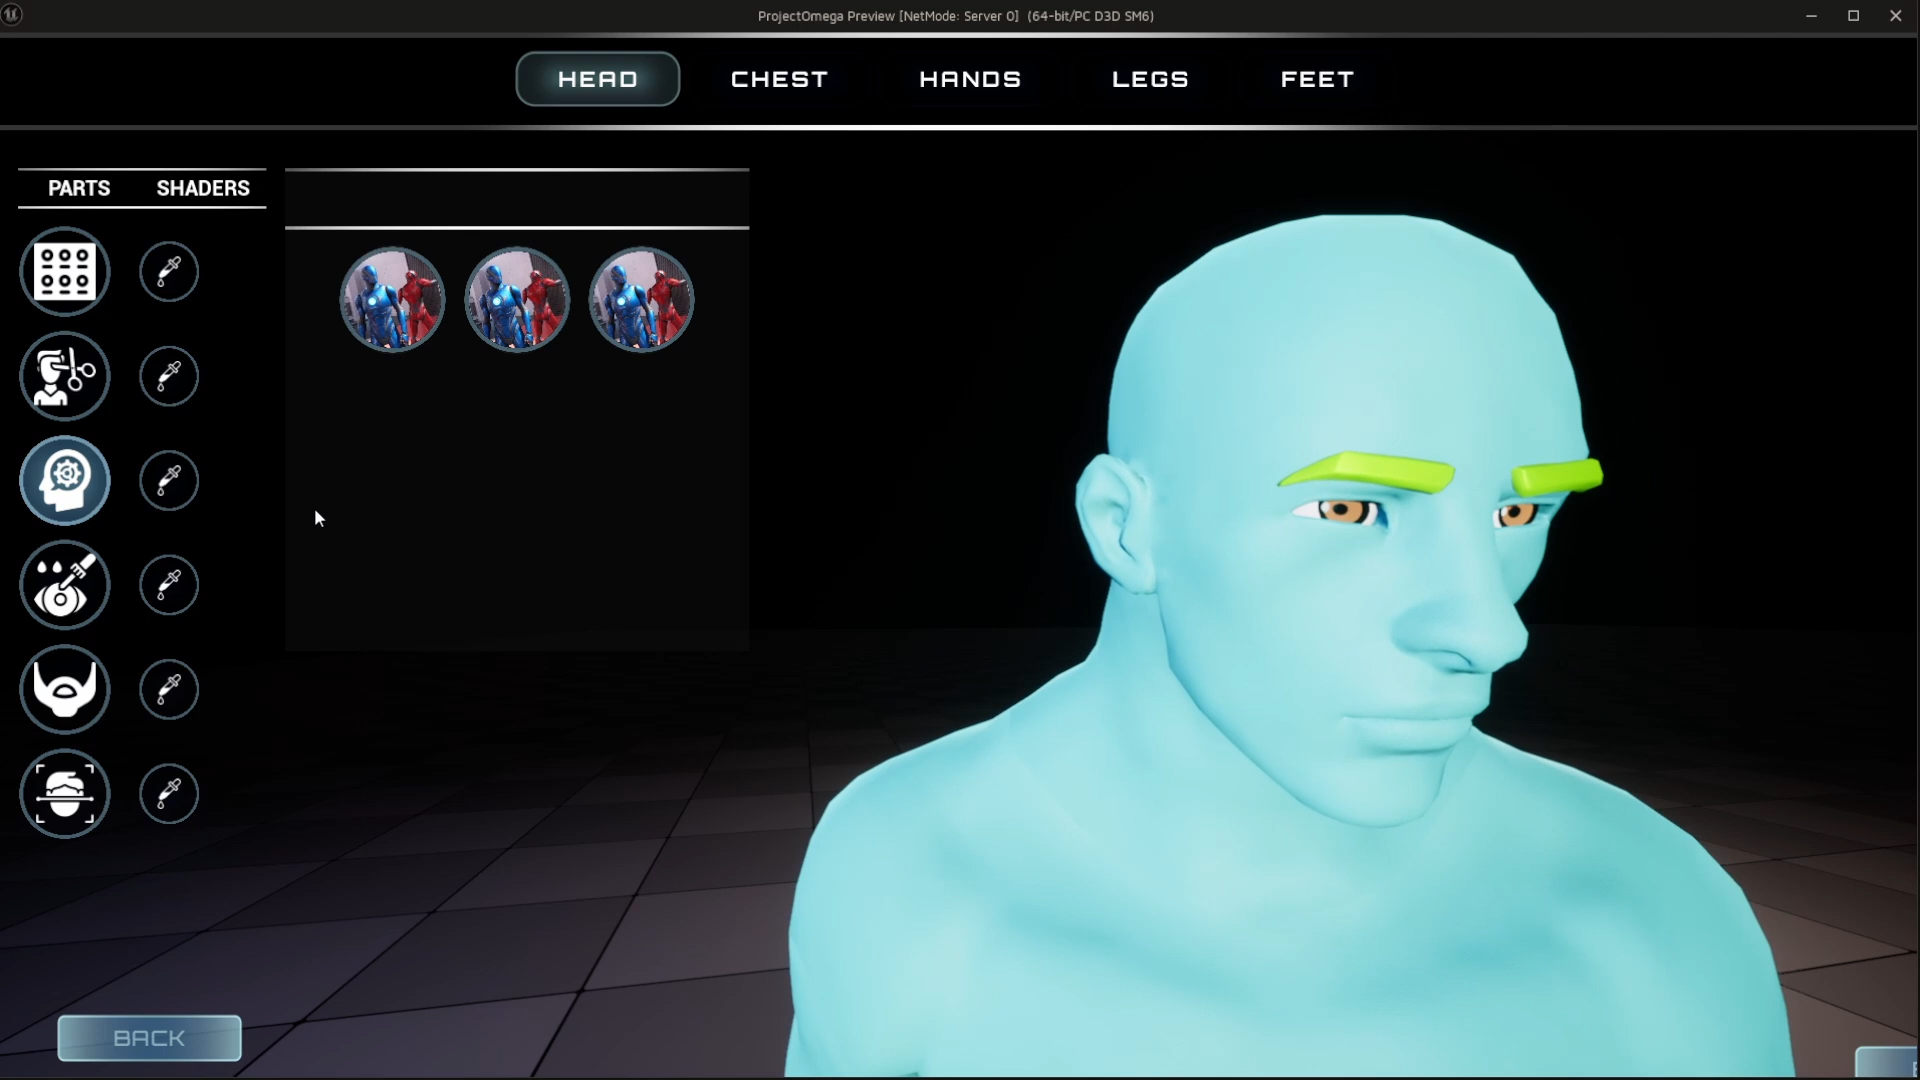 ProjectOmega Preview [NetMode: Server 0] (64-bit/PC D3D SM6)
HEAD CHEST HANDS LEGS FEET
PARTS SHADERS
BACK